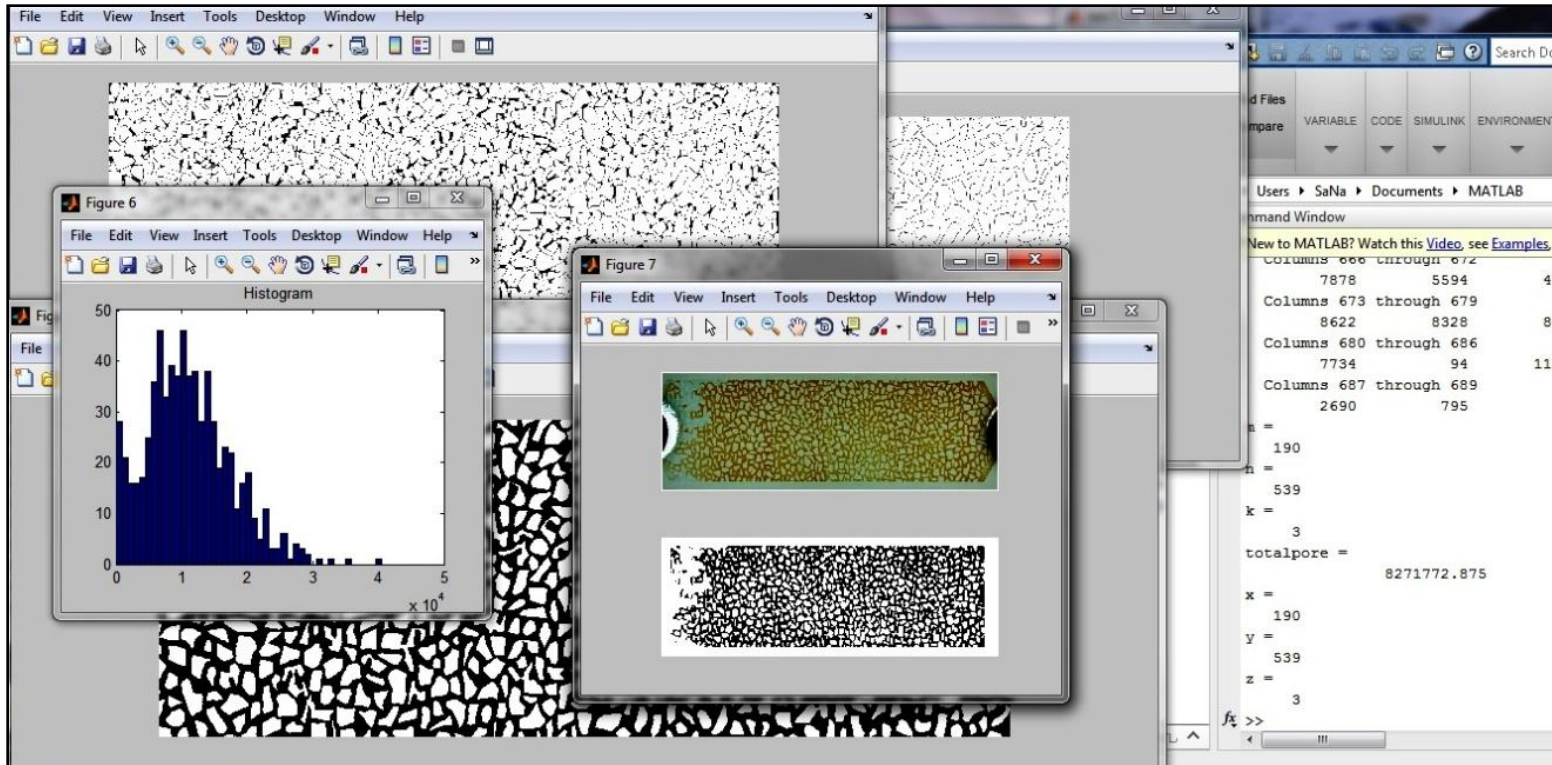 File Edit View Insert Tools Desktop Window Help
Search
Files
VARIABLE CODE SIMULINK ENVIRONMENT
Users SaNa Documents MATLAB
Command Window
New to MATLAB? Watch this Video, see Examples,
Columns 666 through 672
7878 5594 4
Columns 673 through 679
8622 8328 8
Columns 680 through 686
7734 94 11
Columns 687 through 689
2690 795
m =
190
n =
539
k =
3
totalpore =
8271772.875
x =
190
y =
539
z =
3
fx >>
Figure 6
File Edit View Insert Tools Desktop Window Help
Histogram
50
40
30
20
10
0
0 1 2 3 4 5
x 10^4
Figure 7
File Edit View Insert Tools Desktop Window Help
File